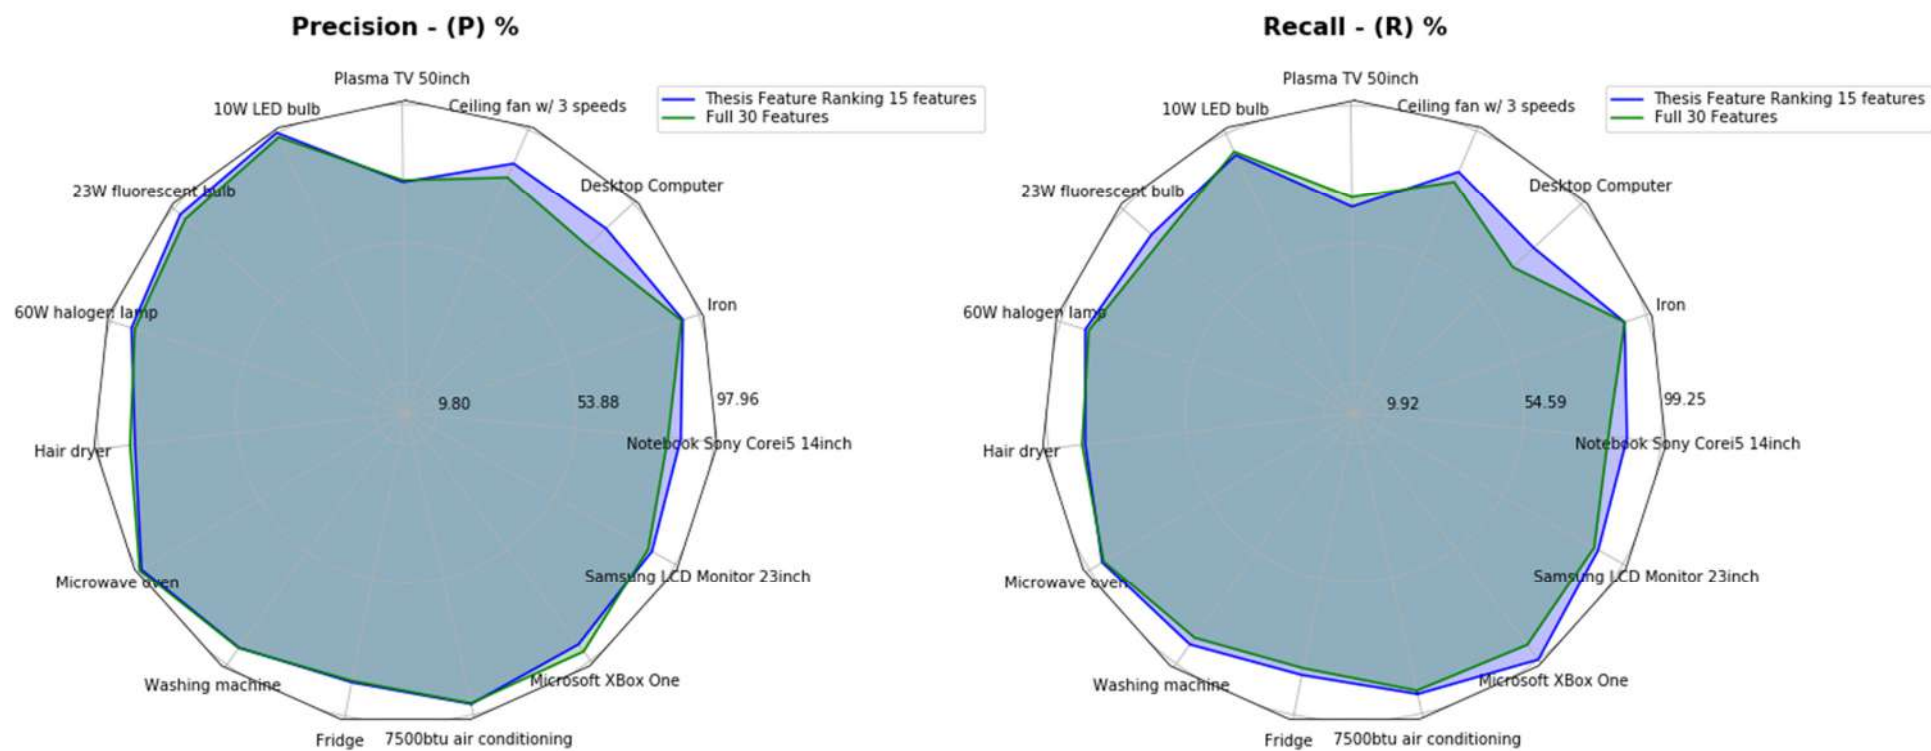 Precision - (P) %
Plasma TV 50inch
10W LED bulb
Ceiling fan w/ 3 speeds
Thesis Feature Ranking 15 features
Full 30 Features
23W fluorescent bulb
Desktop Computer
60W halogen lamp
Iron
9.80
53.88
97.96
Hair dryer
Notebook Sony Corei5 14inch
Microwave oven
Samsung LCD Monitor 23inch
Washing machine
Microsoft XBox One
Fridge
7500btu air conditioning
Recall - (R) %
Plasma TV 50inch
10W LED bulb
Ceiling fan w/ 3 speeds
Thesis Feature Ranking 15 features
Full 30 Features
23W fluorescent bulb
Desktop Computer
60W halogen lamp
Iron
9.92
54.59
99.25
Hair dryer
Notebook Sony Corei5 14inch
Microwave oven
Samsung LCD Monitor 23inch
Washing machine
Microsoft XBox One
Fridge
7500btu air conditioning